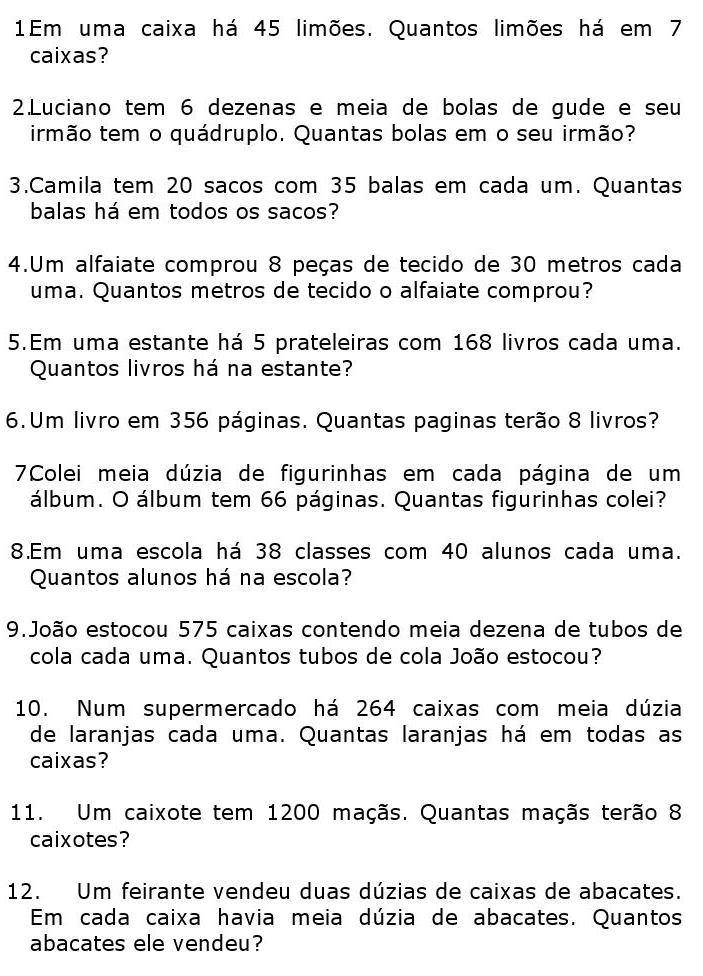 1.Em uma caixa há 45 limões. Quantos limões há em 7
caixas?
2.Luciano tem 6 dezenas e meia de bolas de gude e seu
irmão tem o quádruplo. Quantas bolas em o seu irmão?
3.Camila tem 20 sacos com 35 balas em cada um. Quantas
balas há em todos os sacos?
4.Um alfaiate comprou 8 peças de tecido de 30 metros cada
uma. Quantos metros de tecido o alfaiate comprou?
5.Em uma estante há 5 prateleiras com 168 livros cada uma.
Quantos livros há na estante?
6.Um livro em 356 páginas. Quantas paginas terão 8 livros?
7.Colei meia dúzia de figurinhas em cada página de um
álbum. O álbum tem 66 páginas. Quantas figurinhas colei?
8.Em uma escola há 38 classes com 40 alunos cada uma.
Quantos alunos há na escola?
9.João estocou 575 caixas contendo meia dezena de tubos de
cola cada uma. Quantos tubos de cola João estocou?
10. Num supermercado há 264 caixas com meia dúzia
de laranjas cada uma. Quantas laranjas há em todas as
caixas?
11. Um caixote tem 1200 maçãs. Quantas maçãs terão 8
caixotes?
12. Um feirante vendeu duas dúzias de caixas de abacates.
Em cada caixa havia meia dúzia de abacates. Quantos
abacates ele vendeu?